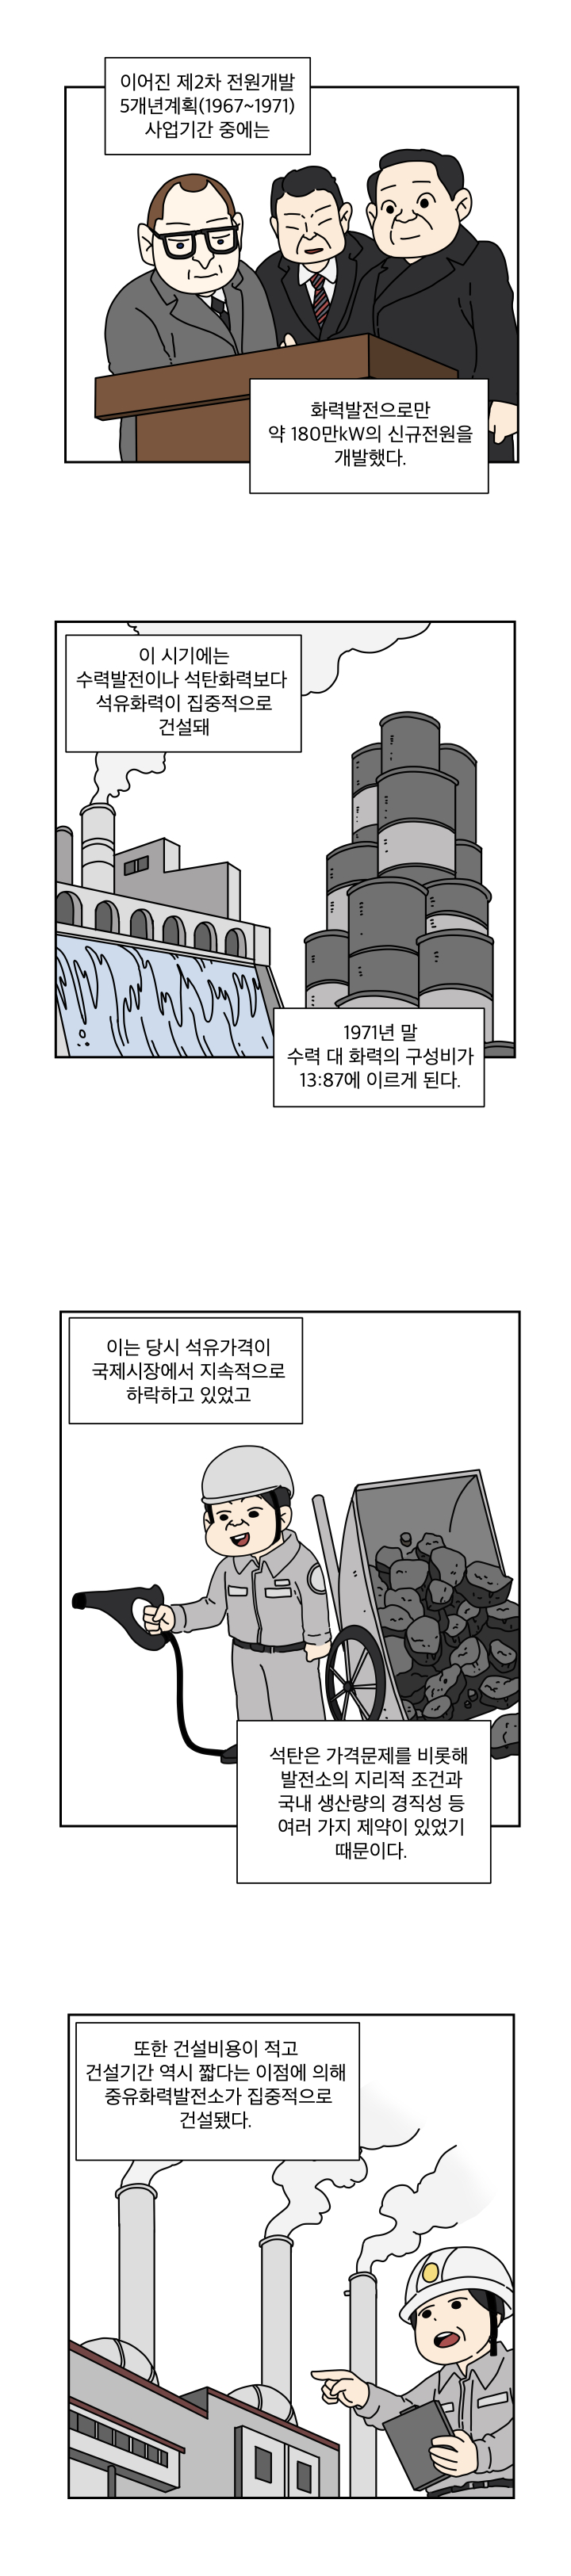 이어진 제2차 전원개발
5개년계획(1967~1971)
사업기간 중에는
화력발전으로만
약 180만kW의 신규전원을
개발했다.
이 시기에는
수력발전이나 석탄화력보다
석유화력이 집중적으로
건설돼
1971년 말
수력 대 화력의 구성비가
13:87에 이르게 된다.
이는 당시 석유가격이
국제시장에서 지속적으로
하락하고 있었고
석탄은 가격문제를 비롯해
발전소의 지리적 조건과
국내 생산량의 경직성 등
여러 가지 제약이 있었기
때문이다.
또한 건설비용이 적고
건설기간 역시 짧다는 이점에 의해
중유화력발전소가 집중적으로
건설됐다.